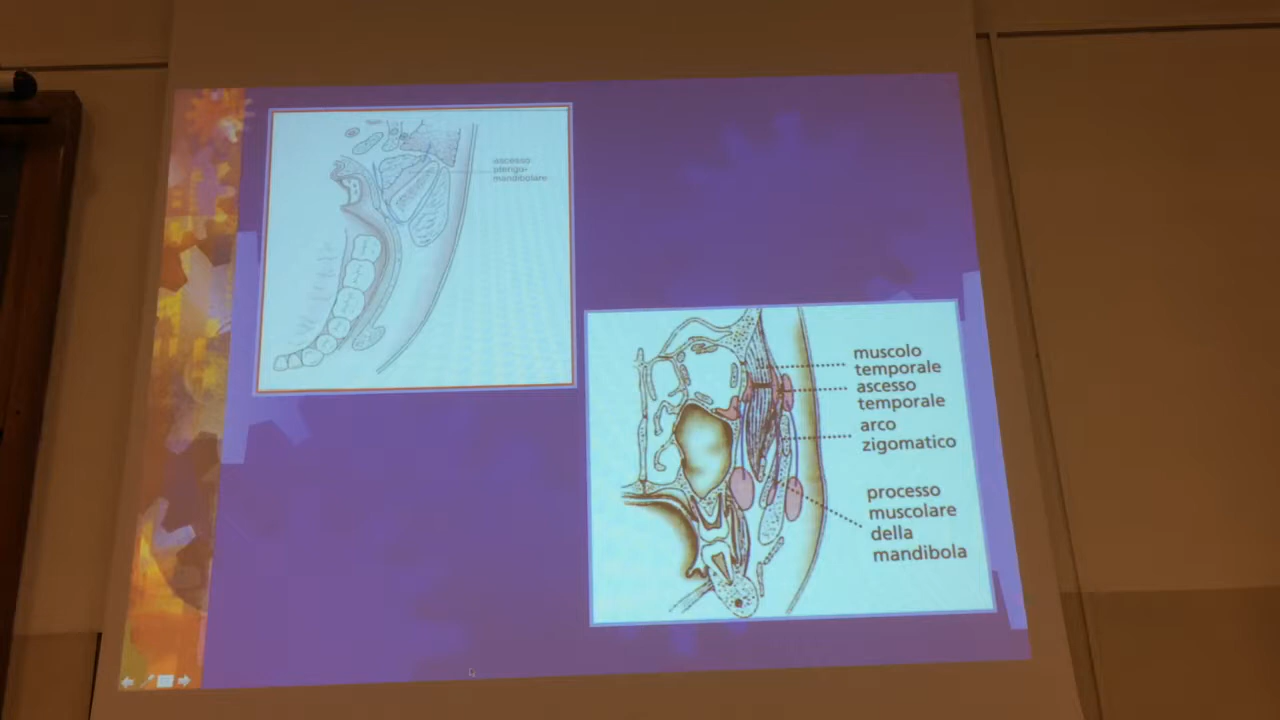 ascesso
pterigo-
mandibolare
muscolo
temporale
ascesso
temporale
arco
zigomatico
processo
muscolare
della
mandibola